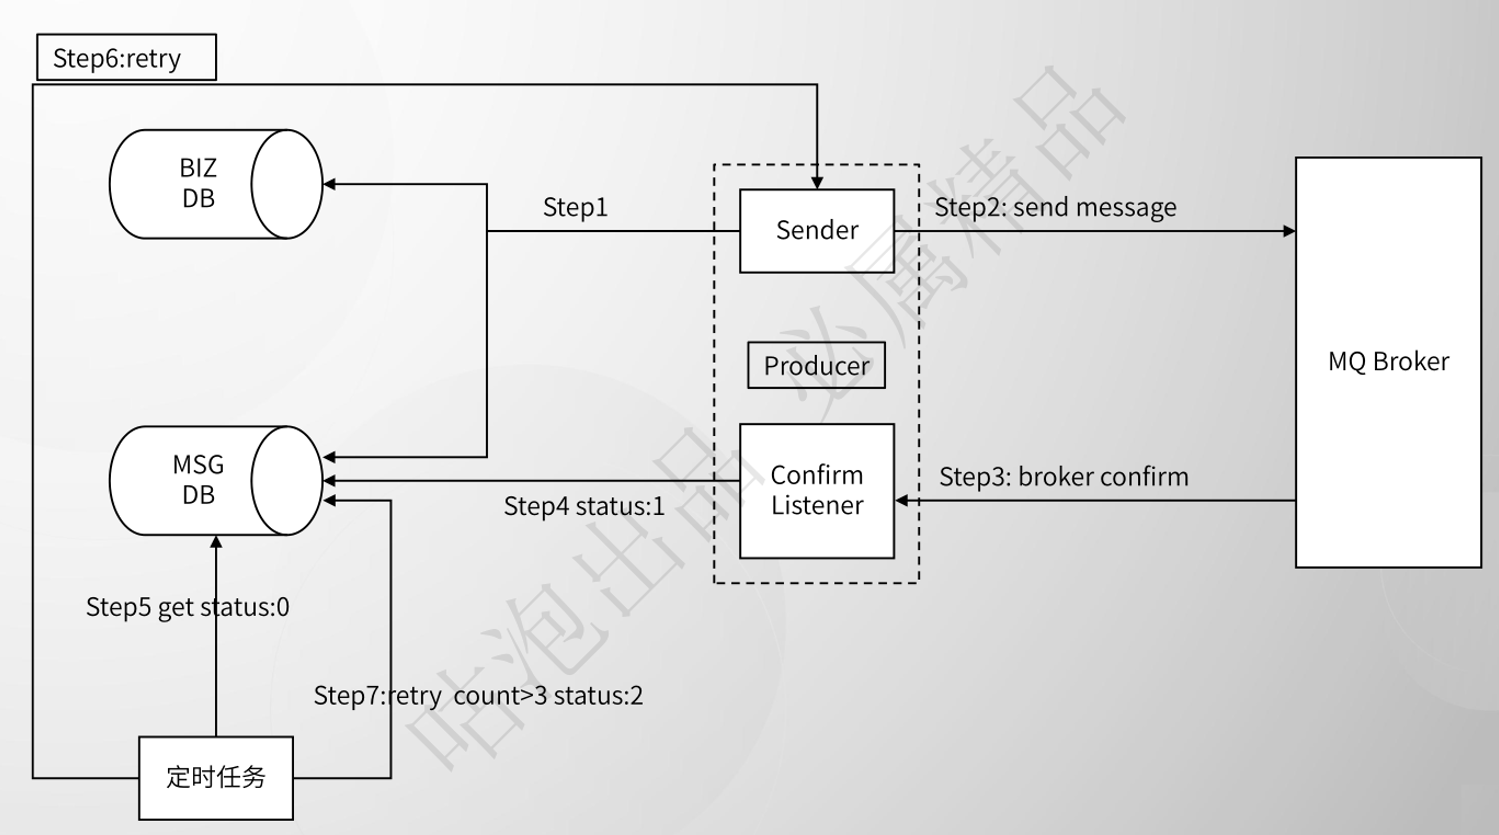 Step6:retry
BIZ
DB
Step1
Sender
Step2: send message
Producer
MQ Broker
MSG
DB
Confirm
Listener
Step3: broker confirm
Step4 status:1
Step5 get status:0
Step7:retry  count>3 status:2
定时任务
咕泡出品 必属精品